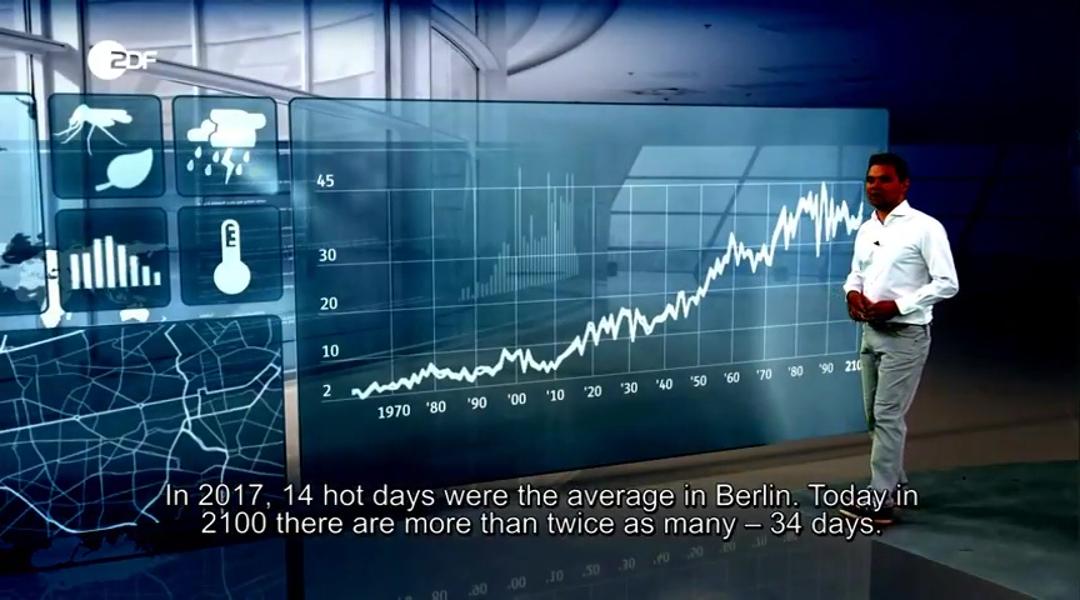 ZDF
E
45
30
20
10
2
1970 '80 '90 '00 '10 '20 '30 '40 '50 '60 '70 '80 '90 210
In 2017, 14 hot days were the average in Berlin. Today in
2100 there are more than twice as many – 34 days.